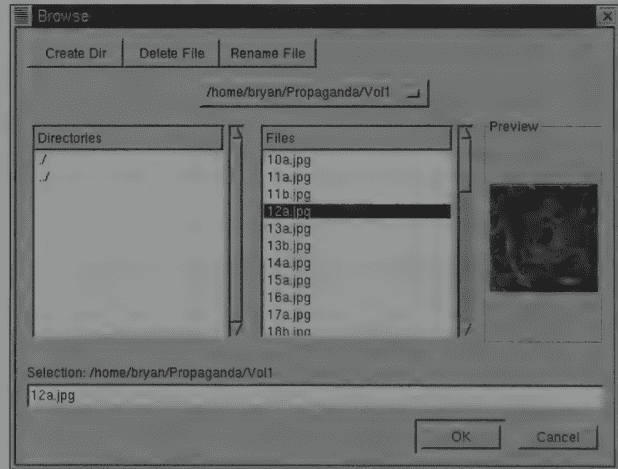 Browse
Create Dir
Delete File
Rename File
/home/bryan/Propaganda/Vol1
Directories
./
../
Files
10a.jpg
11a.jpg
11b.jpg
12a.jpg
13a.jpg
13b.jpg
14a.jpg
15a.jpg
16a.jpg
17a.jpg
18b.jpg
Preview
Selection: /home/bryan/Propaganda/Vol1
12a.jpg
OK
Cancel